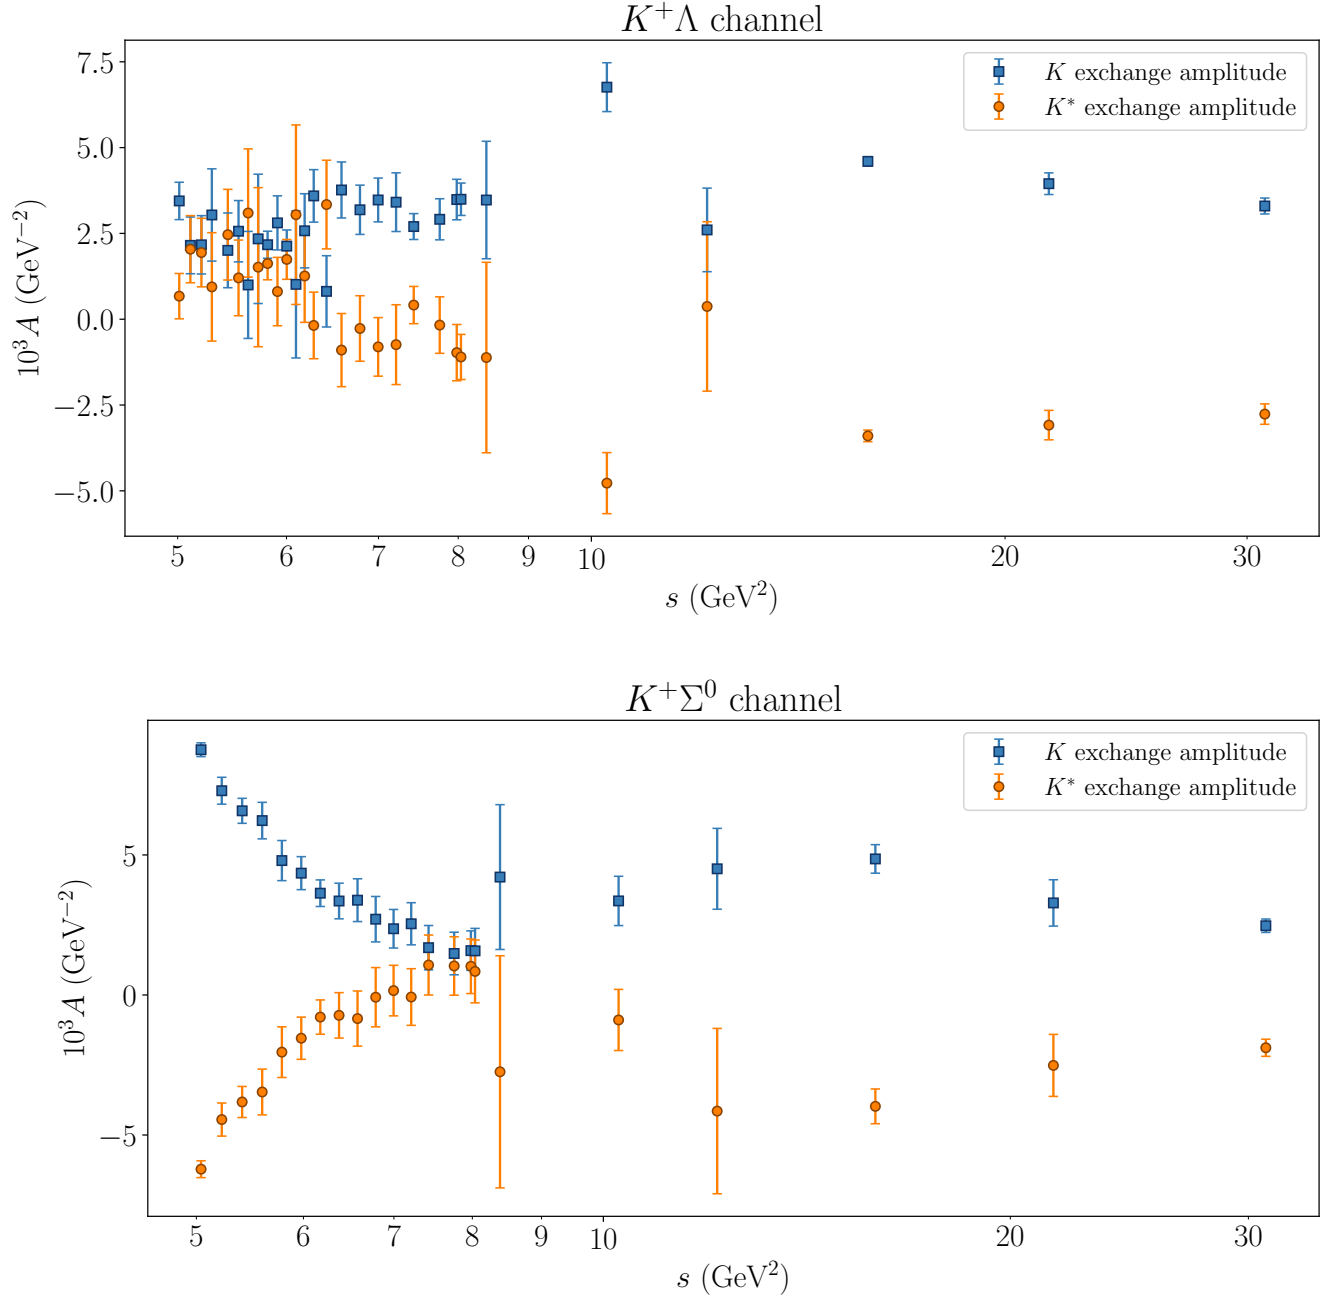 K⁺Λ channel
K exchange amplitude
K* exchange amplitude
10³A (GeV⁻²)
7.5
5.0
2.5
0.0
−2.5
−5.0
5 6 7 8 9 10 20 30
s (GeV²)
K⁺Σ⁰ channel
K exchange amplitude
K* exchange amplitude
10³A (GeV⁻²)
5
0
−5
5 6 7 8 9 10 20 30
s (GeV²)